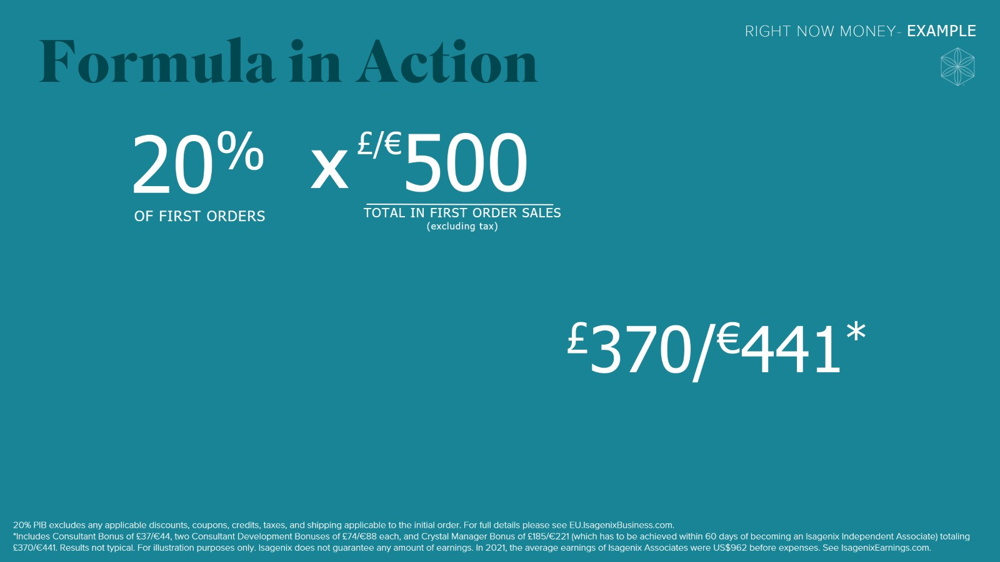 RIGHT NOW MONEY- EXAMPLE
Formula in Action
20% x £/€500
OF FIRST ORDERS
TOTAL IN FIRST ORDER SALES
(excluding tax)
£370/€441*
20% PIB excludes any applicable discounts, coupons, credits, taxes, and shipping applicable to the initial order. For full details please see EU.IsagenixBusiness.com.
*Includes Consultant Bonus of £37/€44, two Consultant Development Bonuses of £74/€88 each, and Crystal Manager Bonus of £185/€221 (which has to be achieved within 60 days of becoming an Isagenix Independent Associate) totaling
£370/€441. Results not typical. For illustration purposes only. Isagenix does not guarantee any amount of earnings. In 2021, the average earnings of Isagenix Associates were US$962 before expenses. See IsagenixEarnings.com.